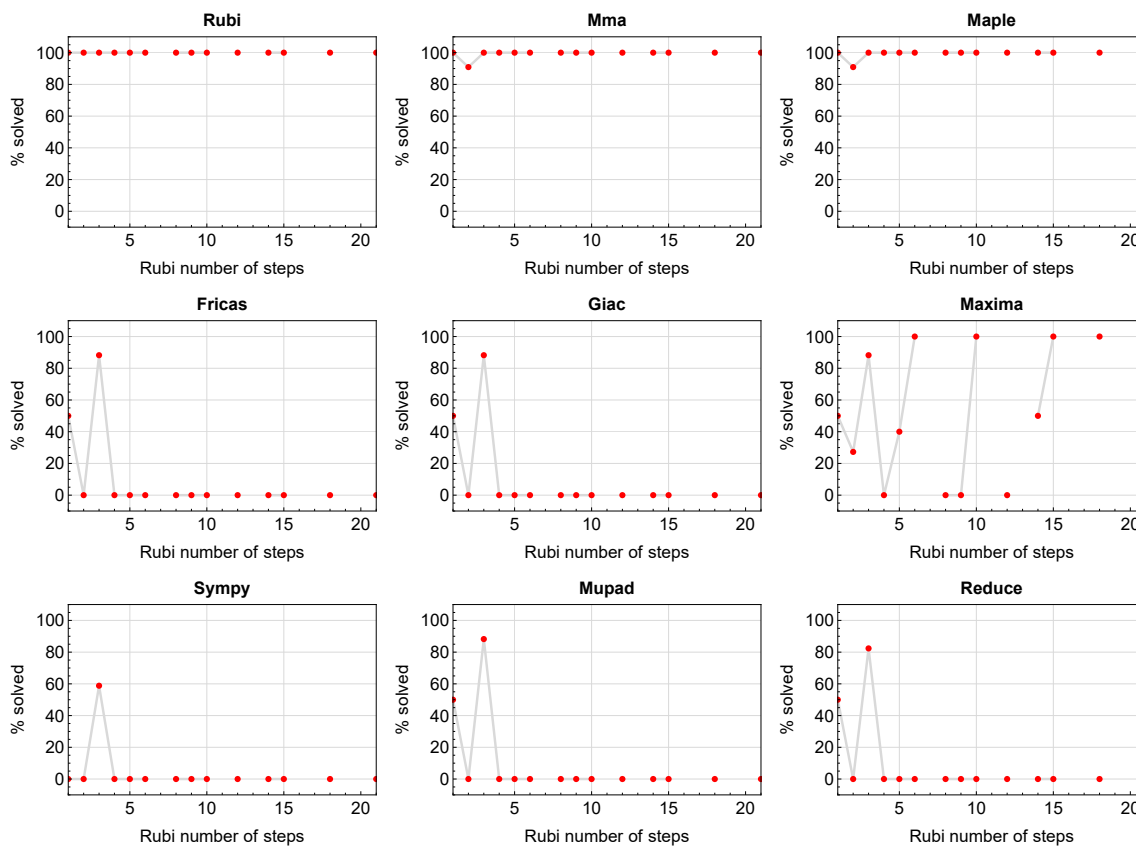 Rubi Mma Maple
100 100 100
80 80 80
60 60 60
% solved % solved % solved
40 40 40
20 20 20
0 0 0
5 10 15 20 5 10 15 20 5 10 15 20
Rubi number of steps Rubi number of steps Rubi number of steps
Fricas Giac Maxima
100 100 100
80 80 80
60 60 60
% solved % solved % solved
40 40 40
20 20 20
0 0 0
5 10 15 20 5 10 15 20 5 10 15 20
Rubi number of steps Rubi number of steps Rubi number of steps
Sympy Mupad Reduce
100 100 100
80 80 80
60 60 60
% solved % solved % solved
40 40 40
20 20 20
0 0 0
5 10 15 20 5 10 15 20 5 10 15 20
Rubi number of steps Rubi number of steps Rubi number of steps